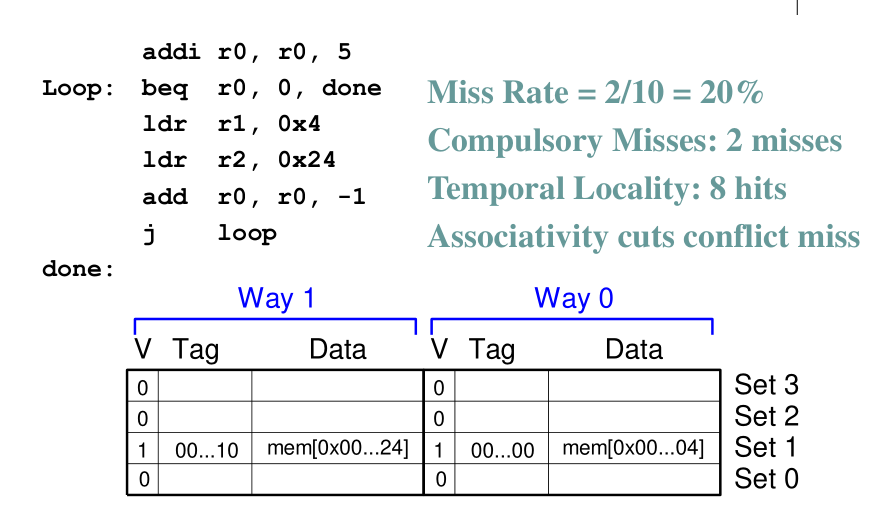 addi r0, r0, 5
Loop: beq r0, 0, done
ldr r1, 0x4
ldr r2, 0x24
add r0, r0, -1
j loop
done:
Miss Rate = 2/10 = 20%
Compulsory Misses: 2 misses
Temporal Locality: 8 hits
Associativity cuts conflict miss
Way 1 Way 0
V Tag Data V Tag Data
0 0 Set 3
0 0 Set 2
1 00...10 mem[0x00...24] 1 00...00 mem[0x00...04] Set 1
0 0 Set 0